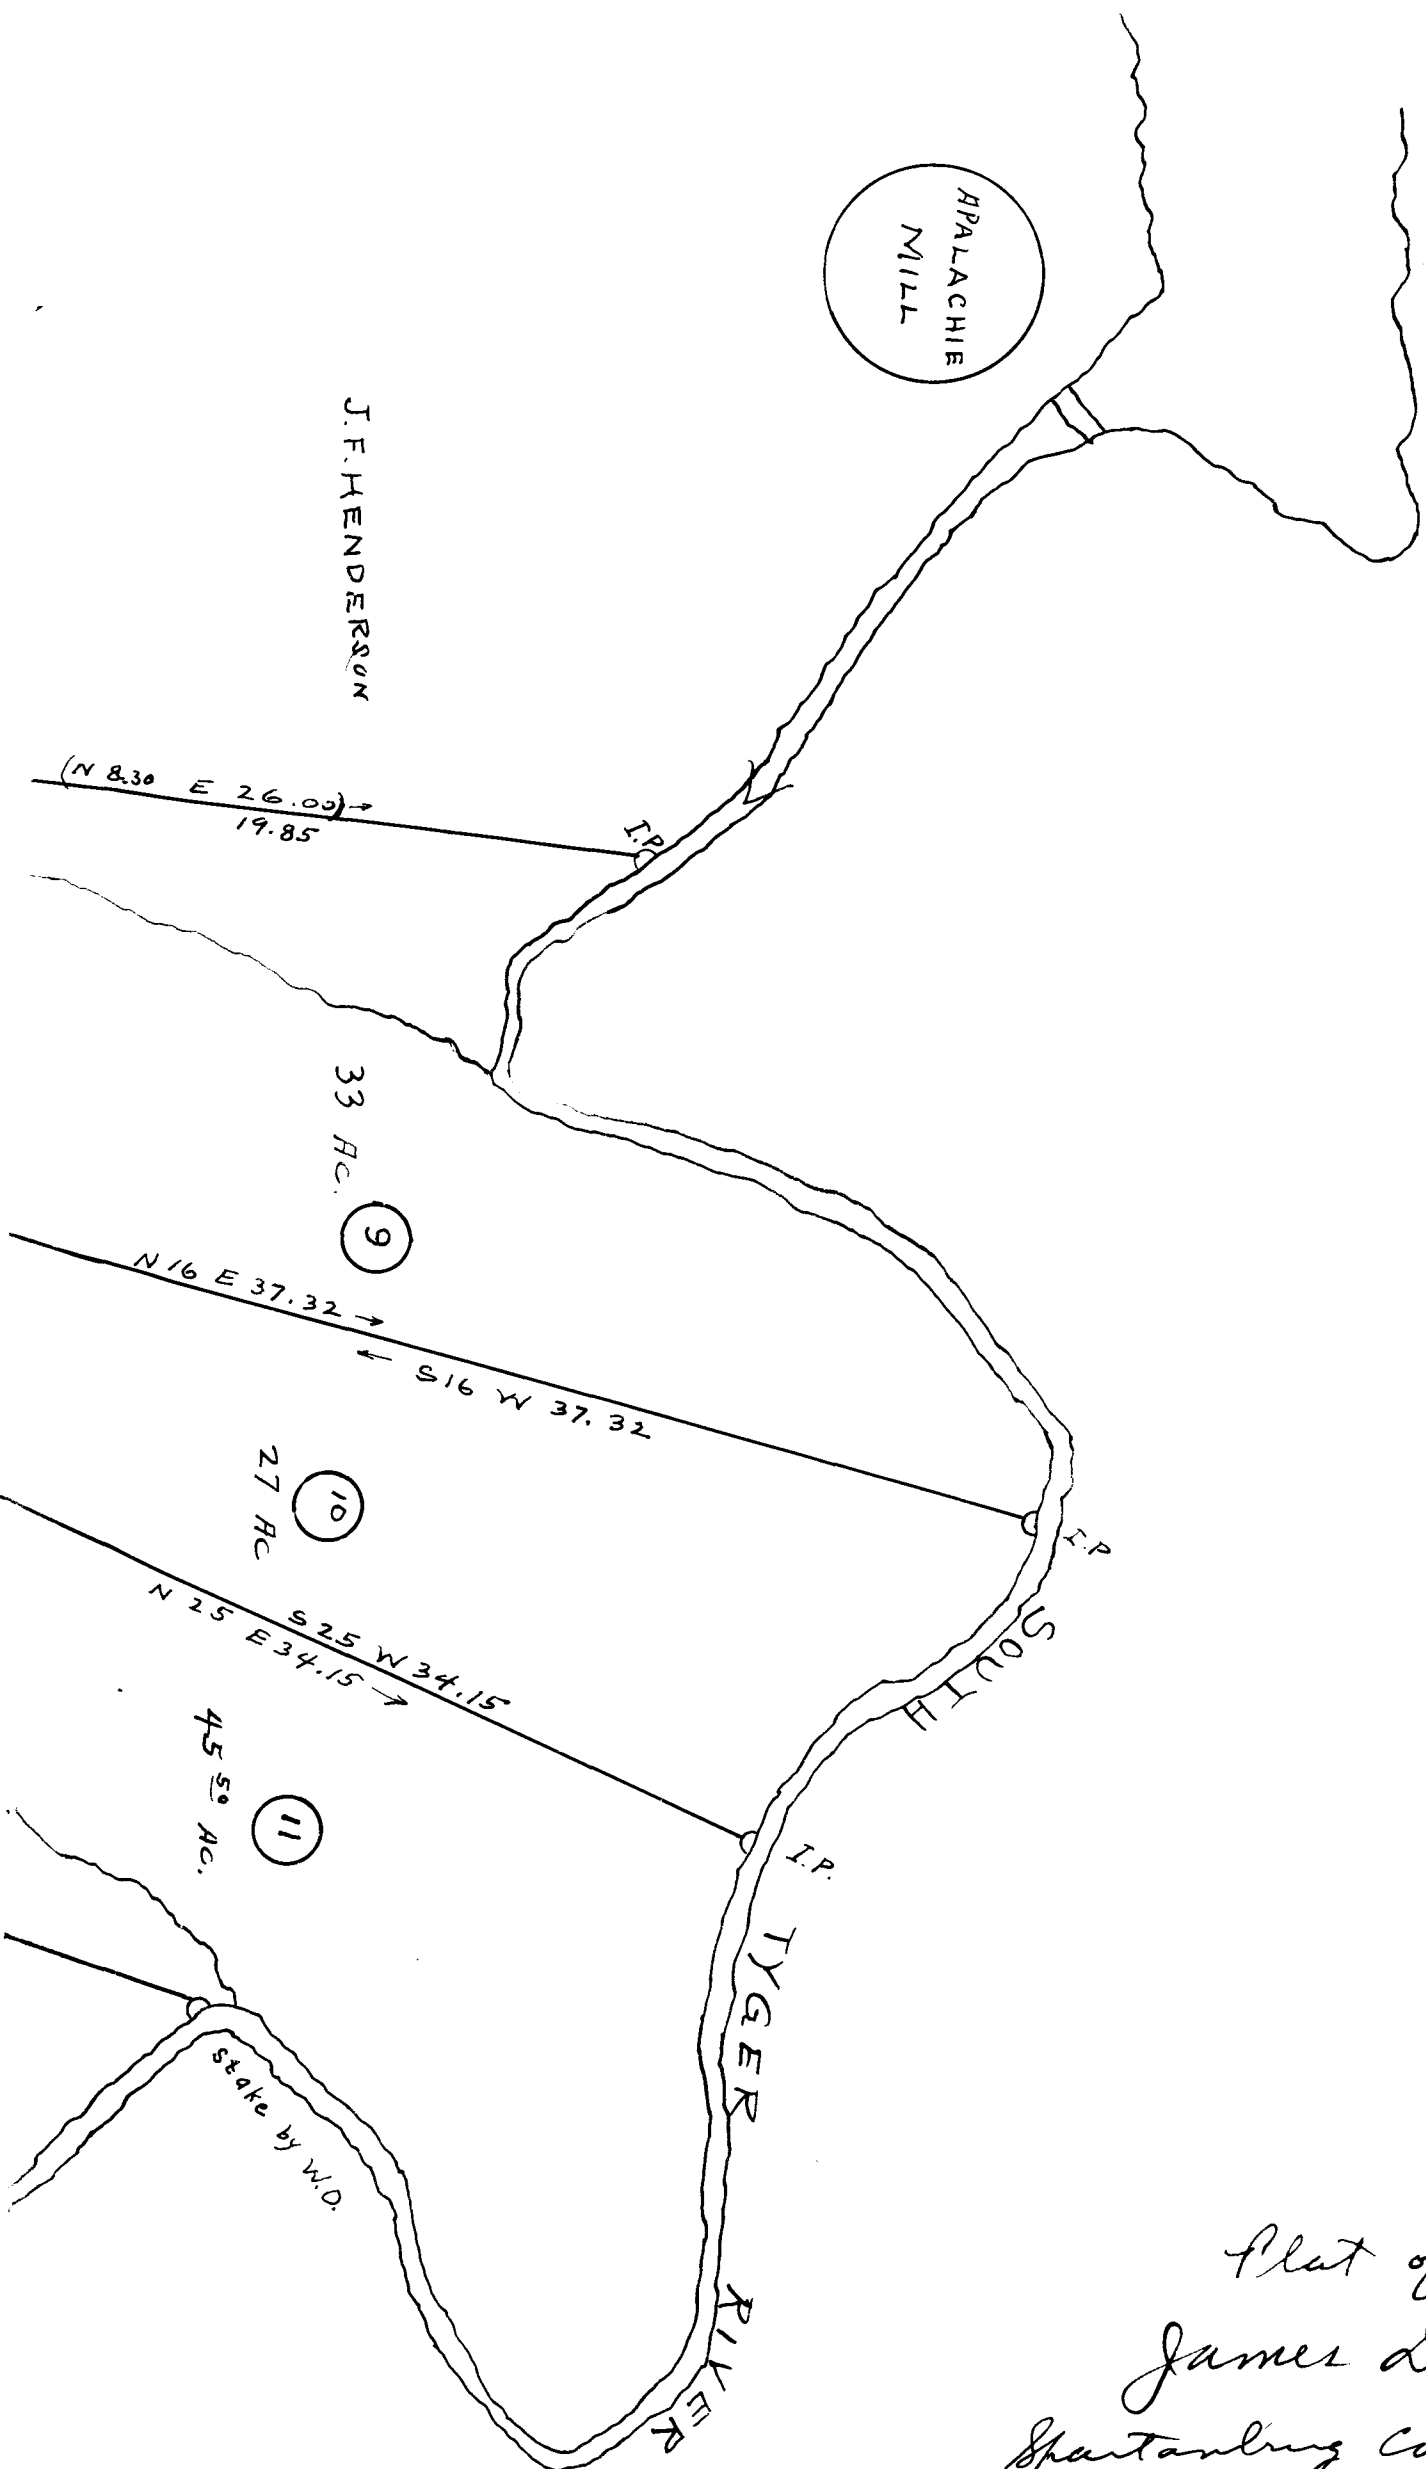 APALACHIE
MILL
J. F. HENDERSON
(N 8.30 E 26.00) →
19.85
I.P
33 Ac.
9
N 16 E 37.32 →
← S16 W 37.32
I.P
10
27 AC
S 25 W 34.15
N 25 E 34.15 →
I.P.
11
45 50 AC.
Stake by W.O.
SOUTH TYGER RIVER
Plat of
James
Spartanburg Co